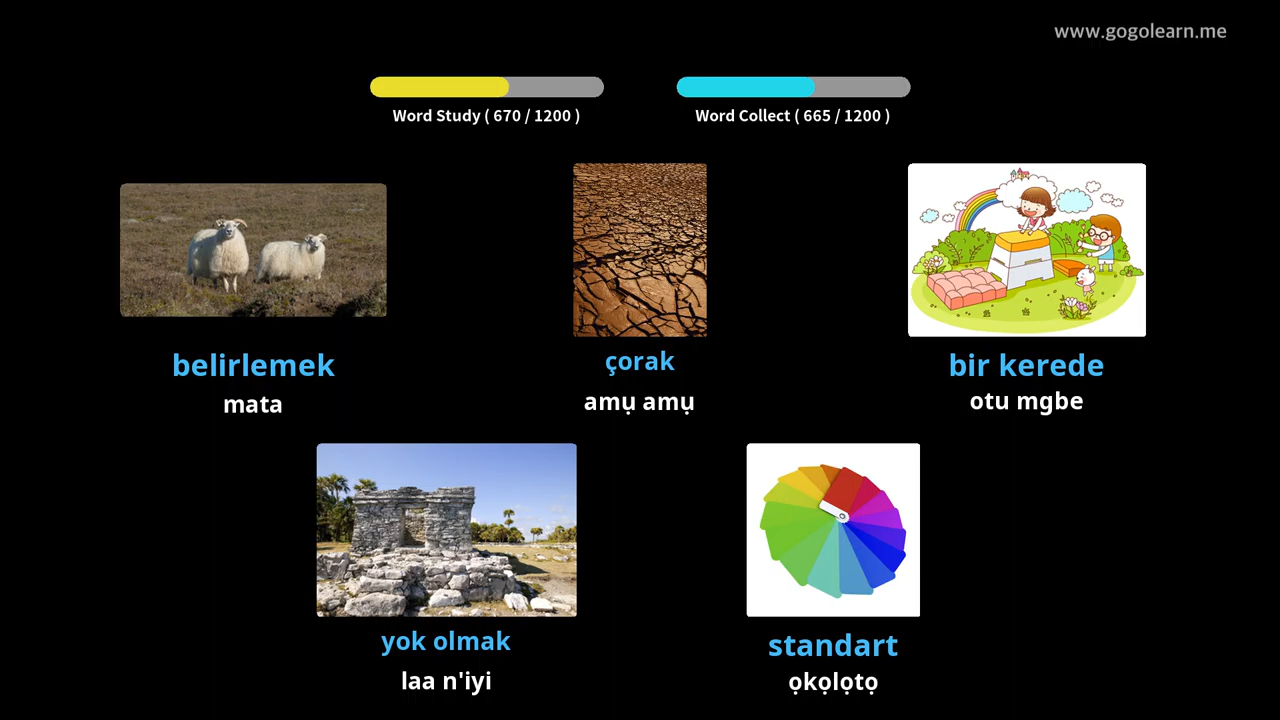 www.gogolearn.me
Word Study ( 670 / 1200 )
Word Collect ( 665 / 1200 )
belirlemek
mata
çorak
amụ amụ
bir kerede
otu mgbe
yok olmak
laa n'iyi
standart
ọkọlọtọ